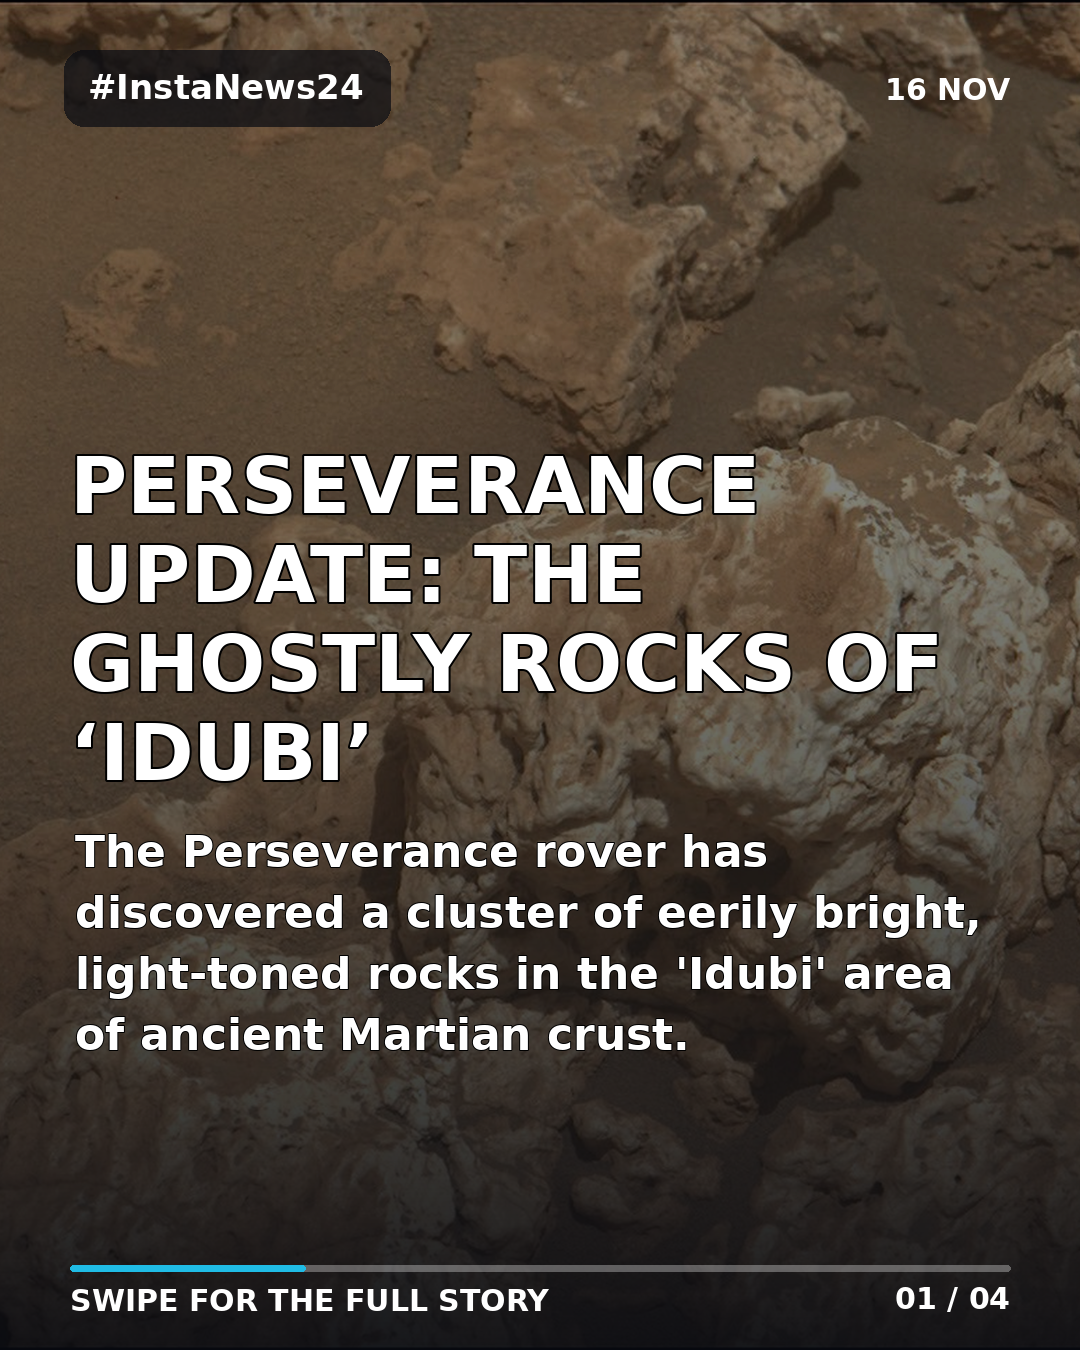 #InstaNews24
16 NOV
PERSEVERANCE
UPDATE: THE
GHOSTLY ROCKS OF
‘IDUBI’
The Perseverance rover has
discovered a cluster of eerily bright,
light-toned rocks in the 'Idubi' area
of ancient Martian crust.
SWIPE FOR THE FULL STORY
01 / 04